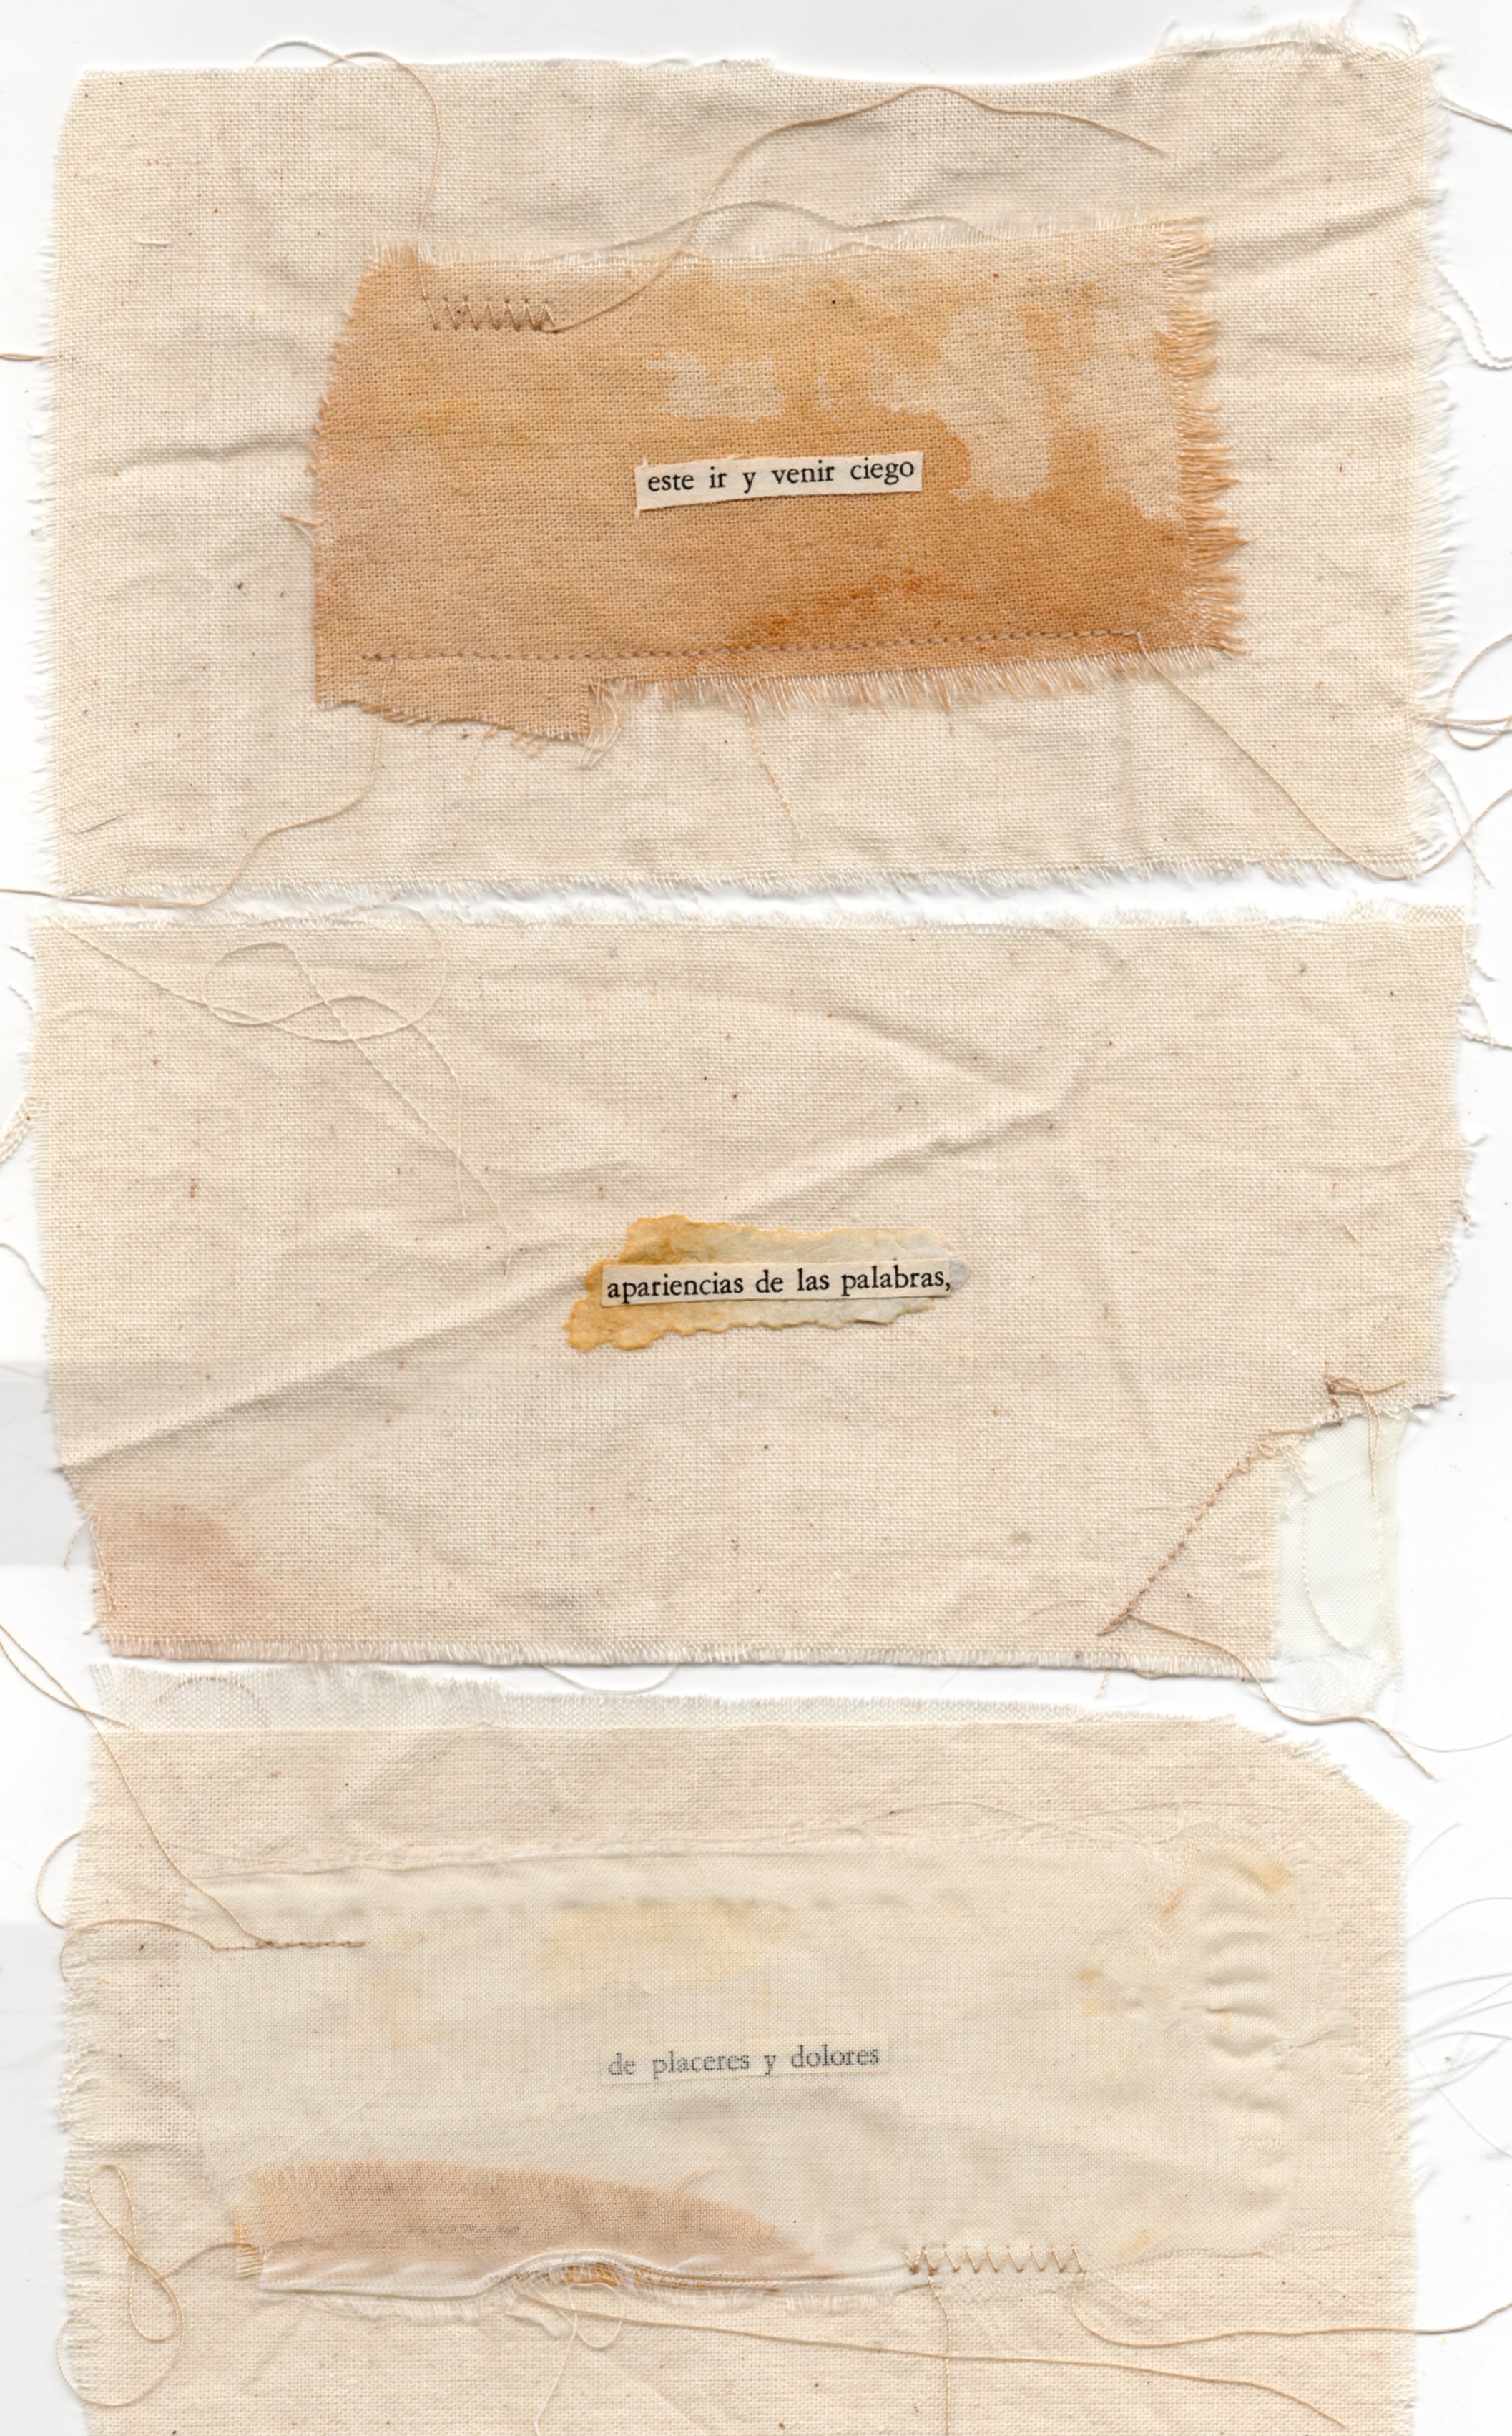 este ir y venir ciego
apariencias de las palabras,
de placeres y dolores